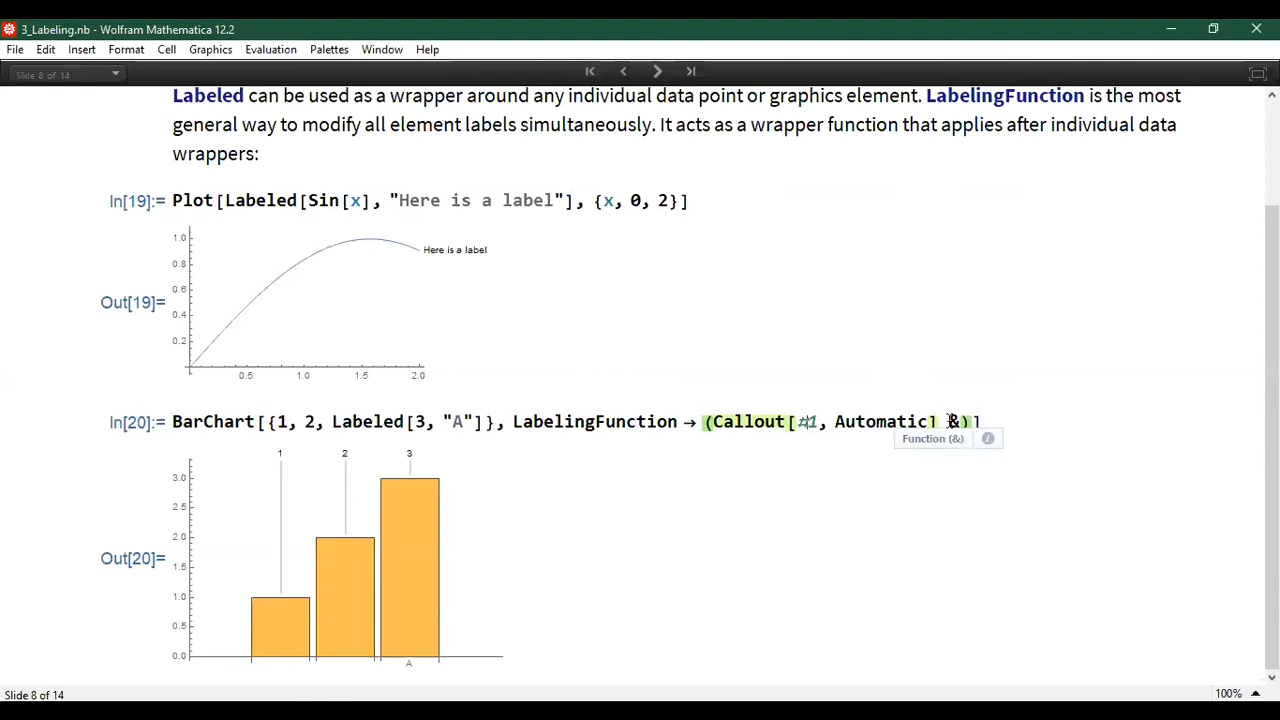 3_Labeling.nb - Wolfram Mathematica 12.2
File Edit Insert Format Cell Graphics Evaluation Palettes Window Help
Slide 8 of 14
Labeled can be used as a wrapper around any individual data point or graphics element. LabelingFunction is the most
general way to modify all element labels simultaneously. It acts as a wrapper function that applies after individual data
wrappers:
In[19]:= Plot[Labeled[Sin[x], "Here is a label"], {x, 0, 2}]
1.0
Here is a label
0.8
0.6
Out[19]=
0.4
0.2
0.5 1.0 1.5 2.0
In[20]:= BarChart[{1, 2, Labeled[3, "A"]}, LabelingFunction → (Callout[#1, Automatic] &)]
Function (&) i
1 2 3
3.0
2.5
2.0
Out[20]=
1.5
1.0
0.5
0.0
A
Slide 8 of 14 100%